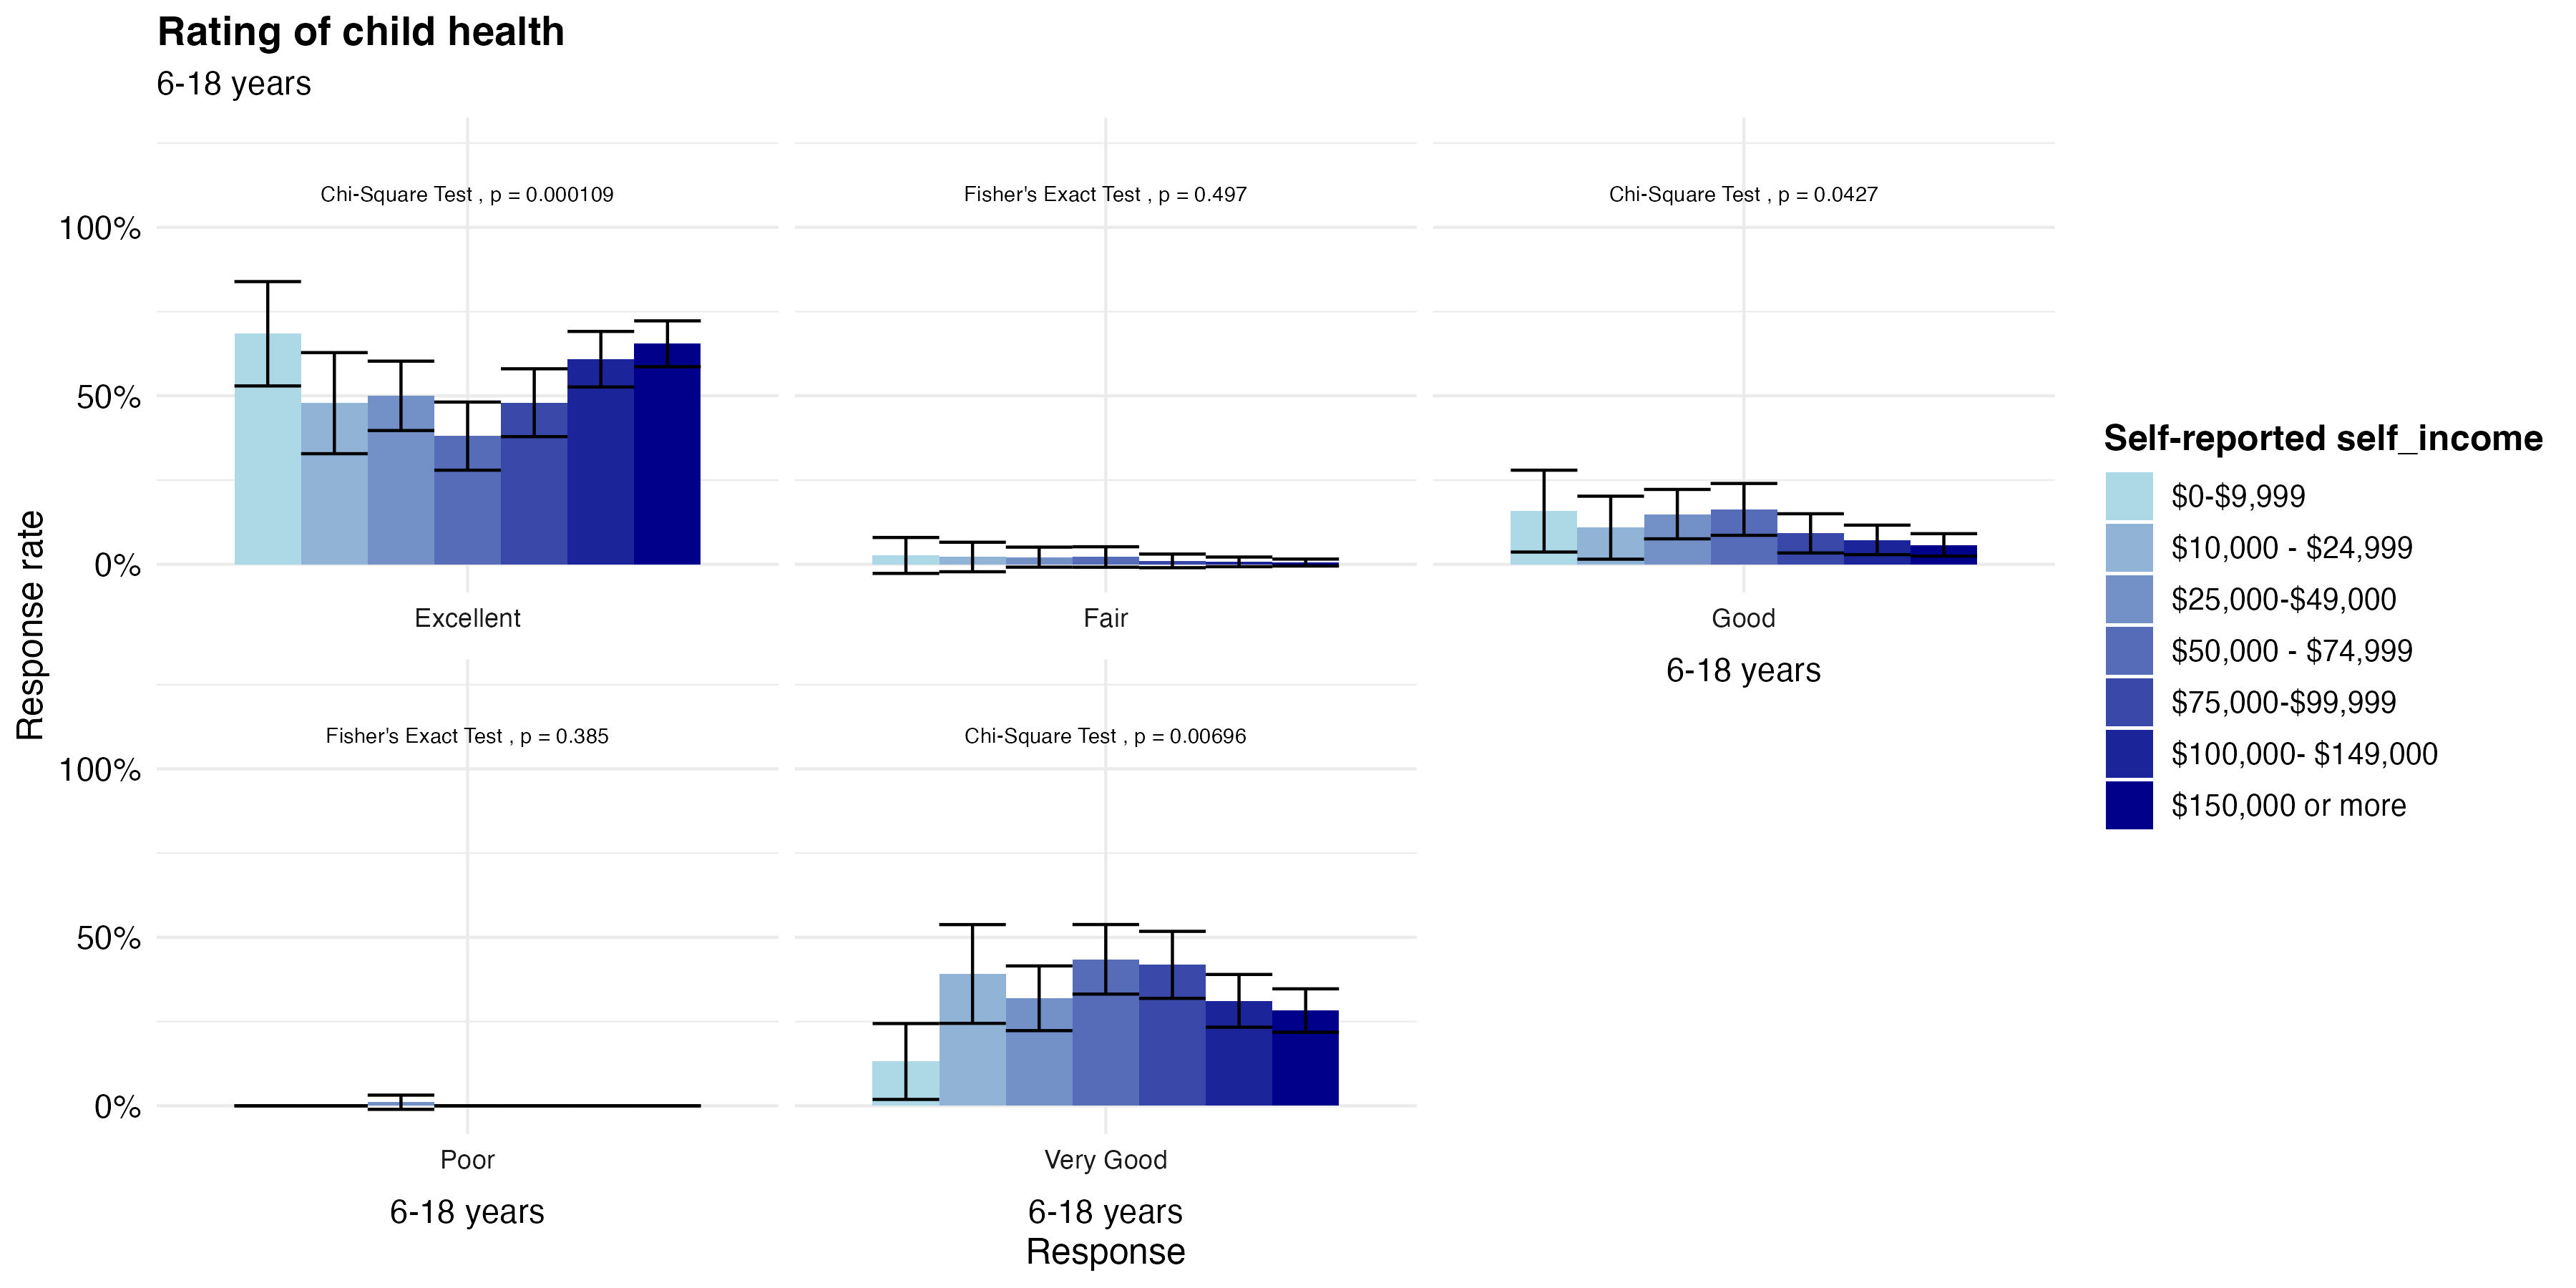 Rating of child health
6-18 years
Chi-Square Test , p = 0.000109
Fisher's Exact Test , p = 0.497
Chi-Square Test , p = 0.0427
100%
50%
0%
Excellent
Fair
Good
6-18 years
Response rate
Fisher's Exact Test , p = 0.385
Chi-Square Test , p = 0.00696
100%
50%
0%
Poor
Very Good
6-18 years
6-18 years
Response
Self-reported self_income
$0-$9,999
$10,000 - $24,999
$25,000-$49,000
$50,000 - $74,999
$75,000-$99,999
$100,000- $149,000
$150,000 or more